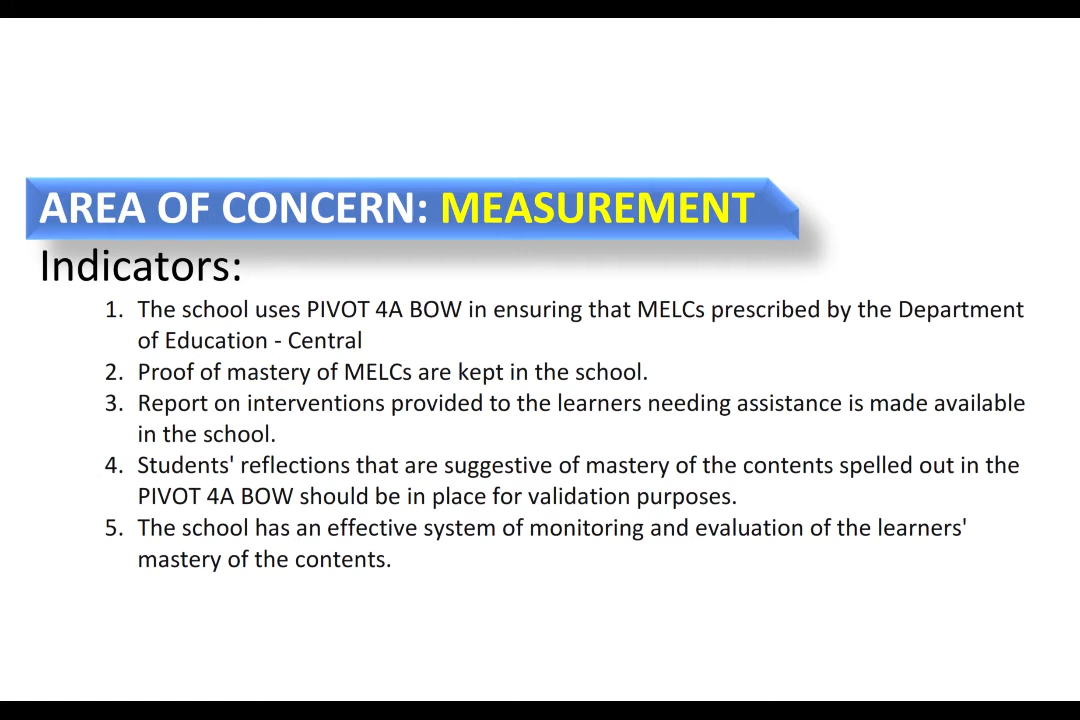 AREA OF CONCERN: MEASUREMENT
Indicators:
1. The school uses PIVOT 4A BOW in ensuring that MELCs prescribed by the Department
of Education - Central
2. Proof of mastery of MELCs are kept in the school.
3. Report on interventions provided to the learners needing assistance is made available
in the school.
4. Students' reflections that are suggestive of mastery of the contents spelled out in the
PIVOT 4A BOW should be in place for validation purposes.
5. The school has an effective system of monitoring and evaluation of the learners'
mastery of the contents.